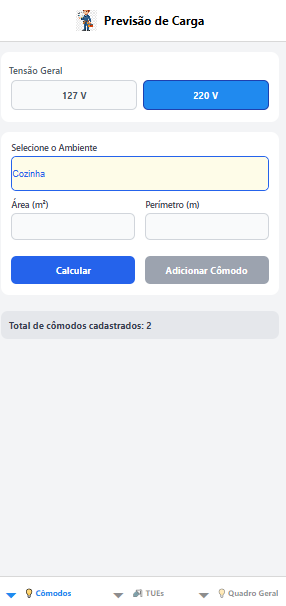 Previsão de Carga
Tensão Geral
127 V
220 V
Selecione o Ambiente
Cozinha
Área (m²)
Perímetro (m)
Calcular
Adicionar Cômodo
Total de cômodos cadastrados: 2
Cômodos
TUEs
Quadro Geral